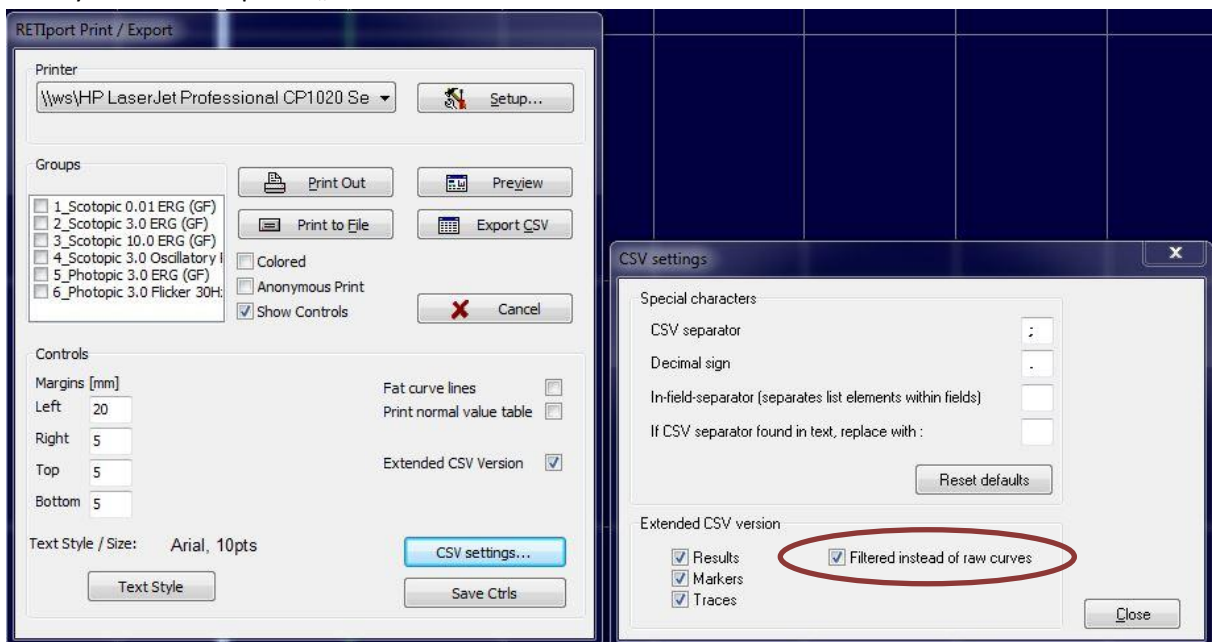 RETIport Print / Export
Printer
\\ws\HP LaserJet Professional CP1020 Se
Setup...
Groups
1_Scotopic 0.01 ERG (GF)
2_Scotopic 3.0 ERG (GF)
3_Scotopic 10.0 ERG (GF)
4_Scotopic 3.0 Oscillatory
5_Photopic 3.0 ERG (GF)
6_Photopic 3.0 Flicker 30H
Print Out
Preview
Print to File
Export CSV
Colored
Anonymous Print
Show Controls
Cancel
Controls
Margins [mm]
Left 20
Right 5
Top 5
Bottom 5
Fat curve lines
Print normal value table
Extended CSV Version
Text Style / Size: Arial, 10pts
CSV settings...
Text Style
Save Ctrls
CSV settings
x
Special characters
CSV separator ;
Decimal sign .
In-field-separator (separates list elements within fields)
If CSV separator found in text, replace with :
Reset defaults
Extended CSV version
Results
Filtered instead of raw curves
Markers
Traces
Close